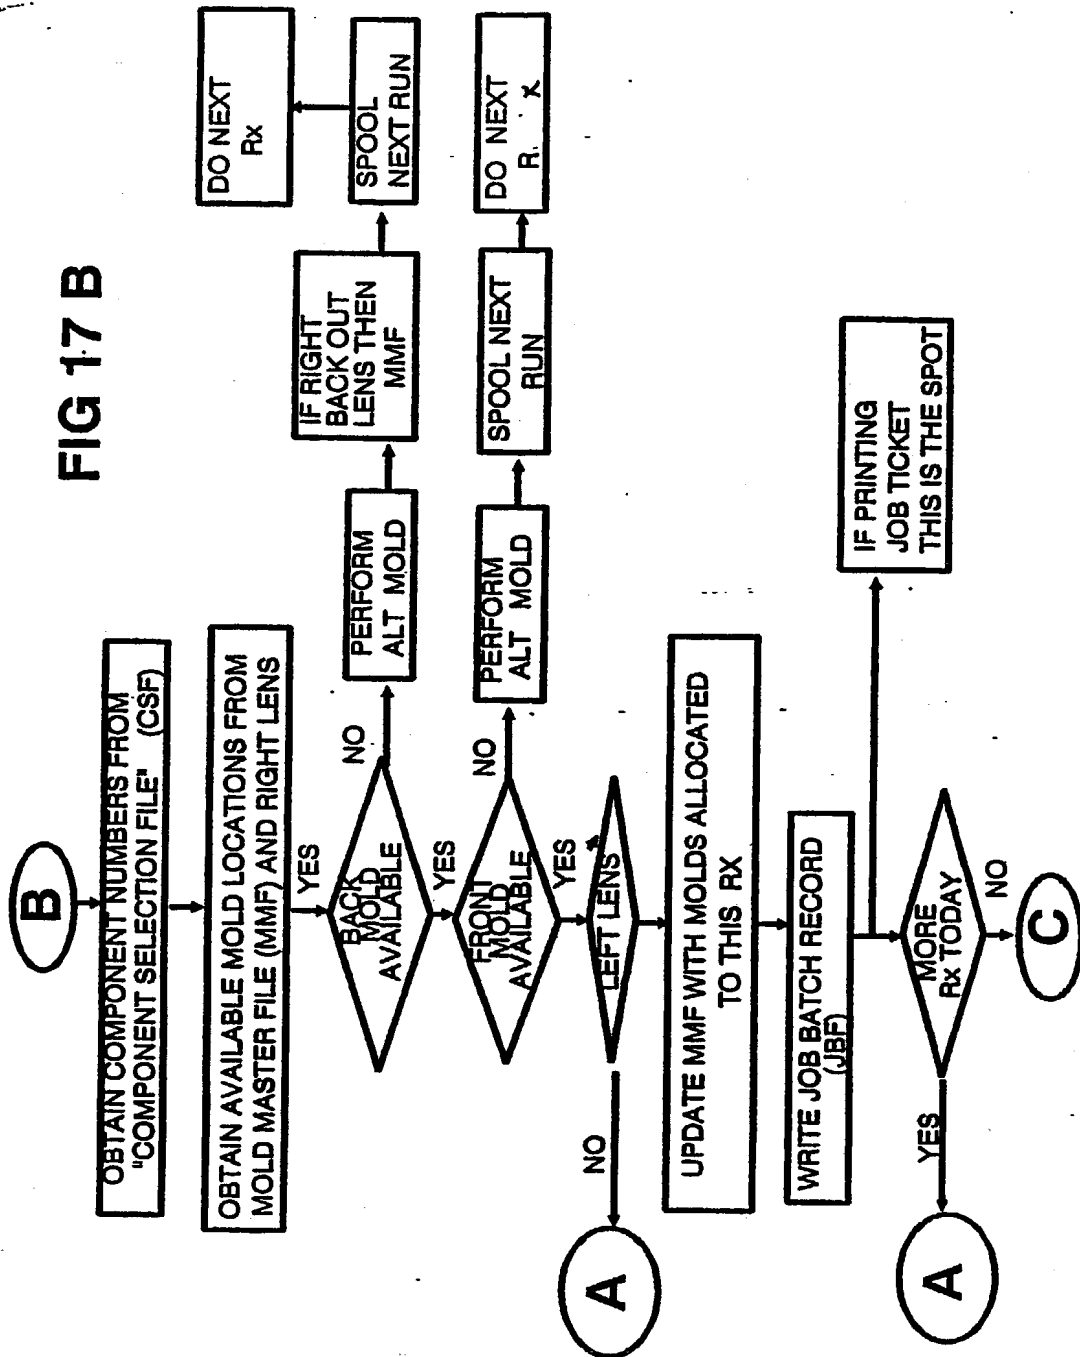 FIG 17 B
B
OBTAIN COMPONENT NUMBERS FROM
"COMPONENT SELECTION FILE" (CSF)
OBTAIN AVAILABLE MOLD LOCATIONS FROM
MOLD MASTER FILE (MMF) AND RIGHT LENS
YES
BACK
MOLD
AVAILABLE
NO
PERFORM
ALT MOLD
IF RIGHT
BACK OUT
LENS THEN
MMF
SPOOL
NEXT RUN
DO NEXT
Rx
YES
FRONT
MOLD
AVAILABLE
NO
PERFORM
ALT MOLD
SPOOL NEXT
RUN
DO NEXT
R. x
YES
LEFT LENS
NO
A
UPDATE MMF WITH MOLDS ALLOCATED
TO THIS RX
WRITE JOB BATCH RECORD
(JBF)
IF PRINTING
JOB TICKET
THIS IS THE SPOT
MORE
Rx TODAY
YES
A
NO
C